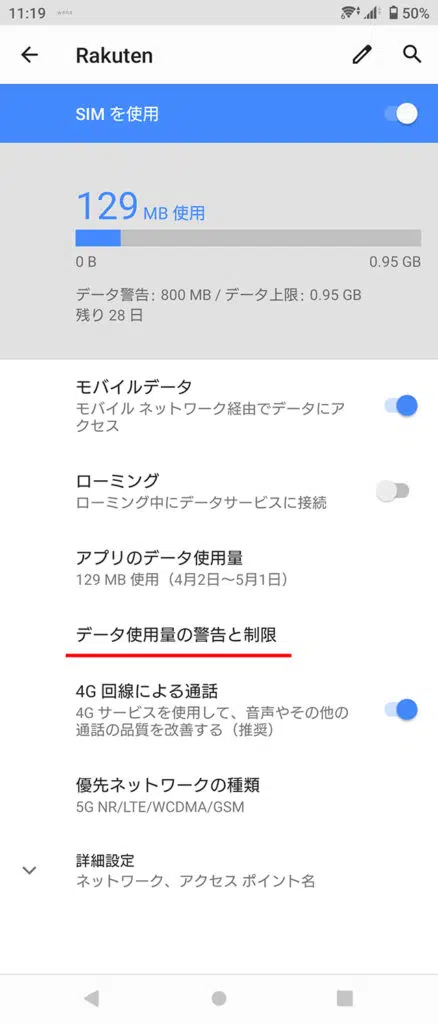 11:19
50%
Rakuten
SIM を使用
129 MB 使用
0 B 0.95 GB
データ警告: 800 MB / データ上限: 0.95 GB
残り 28 日
モバイルデータ
モバイル ネットワーク経由でデータにア
クセス
ローミング
ローミング中にデータサービスに接続
アプリのデータ使用量
129 MB 使用（4月2日～5月1日）
データ使用量の警告と制限
4G 回線による通話
4G サービスを使用して、音声やその他の
通話の品質を改善する（推奨）
優先ネットワークの種類
5G NR/LTE/WCDMA/GSM
詳細設定
ネットワーク、アクセス ポイント名